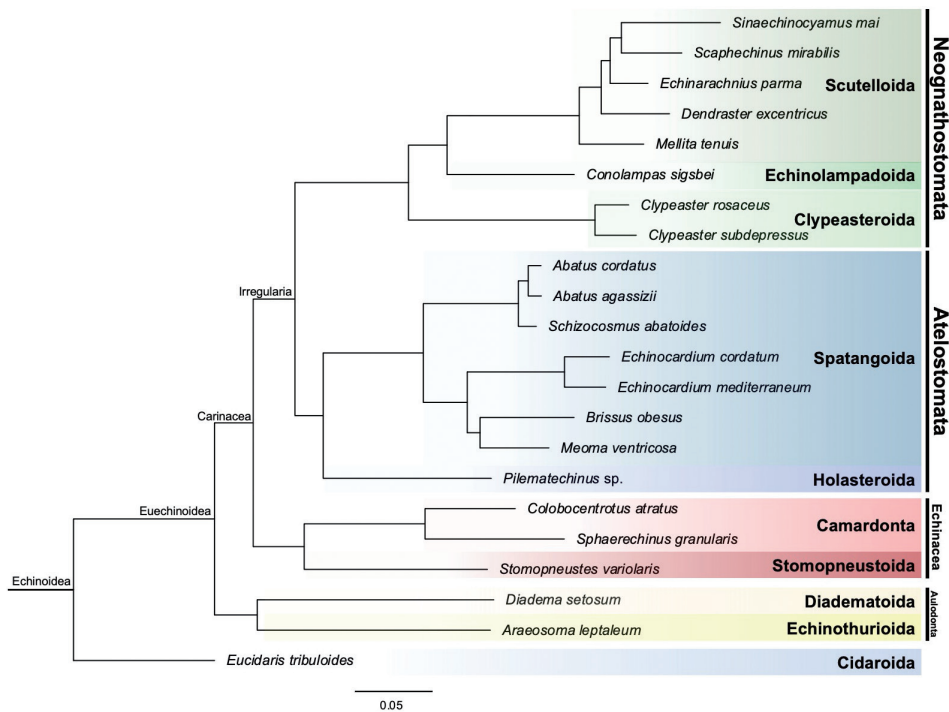 Sinaechinocyamus mai
Scaphechinus mirabilis
Echinarachnius parma
Scutelloida
Dendraster excentricus
Mellita tenuis
Conolampas sigsbei
Echinolampadoida
Clypeaster rosaceus
Clypeasteroida
Clypeaster subdepressus
Neognathostomata
Abatus cordatus
Irregularia
Abatus agassizii
Schizocosmus abatoides
Echinocardium cordatum
Spatangoida
Echinocardium mediterraneum
Brissus obesus
Carinacea
Meoma ventricosa
Pilematechinus sp.
Holasteroida
Atelostomata
Colobocentrotus atratus
Euechinoidea
Camardonta
Sphaerechinus granularis
Stomopneustes variolaris
Stomopneustoida
Echinacea
Echinoidea
Diadema setosum
Diadematoida
Araeosoma leptaleum
Echinothurioida
Aulodonta
Eucidaris tribuloides
Cidaroida
0.05